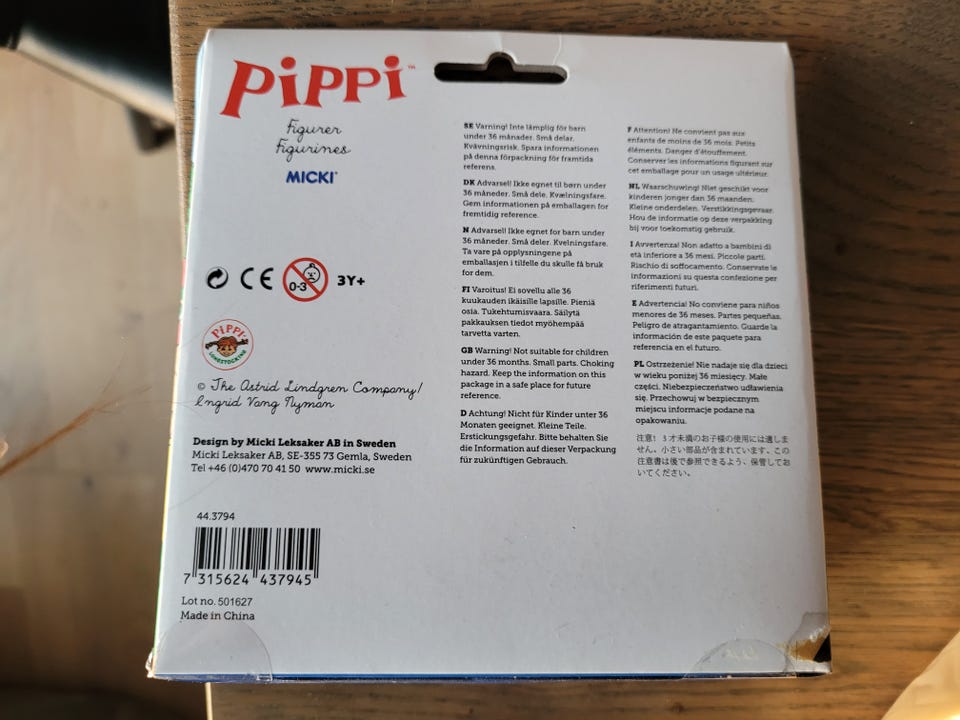 PiPPi™
Figurer
Figurines
MICKI®
CE
0-3
3Y+
PiPPi
LONGSTOCKING
© The Astrid Lindgren Company/
Ingrid Vang Nyman
Design by Micki Leksaker AB in Sweden
Micki Leksaker AB, SE-355 73 Gemla, Sweden
Tel +46 (0)470 70 41 50 www.micki.se
44.3794
7 315624 437945
Lot no. 501627
Made in China
SE Varning! Inte lämplig för barn
under 36 månader. Små delar.
Kvävningsrisk. Spara informationen
på denna förpackning för framtida
referens.
DK Advarsel! Ikke egnet til børn under
36 måneder. Små dele. Kvælningsfare.
Gem informationen på emballagen for
fremtidig reference.
N Advarsel! Ikke egnet for barn under
36 måneder. Små deler. Kvelningsfare.
Ta vare på opplysningene på
emballasjen i tilfelle du skulle få bruk
for dem.
FI Varoitus! Ei sovellu alle 36
kuukauden ikäisille lapsille. Pieniä
osia. Tukehtumisvaara. Säilytä
pakkauksen tiedot myöhempää
tarvetta varten.
GB Warning! Not suitable for children
under 36 months. Small parts. Choking
hazard. Keep the information on this
package in a safe place for future
reference.
D Achtung! Nicht für Kinder unter 36
Monaten geeignet. Kleine Teile.
Erstickungsgefahr. Bitte behalten Sie
die Information auf dieser Verpackung
für zukünftigen Gebrauch.
F Attention! Ne convient pas aux
enfants de moins de 36 mois. Petits
éléments. Danger d'étouffement.
Conserver les informations figurant sur
cet emballage pour un usage ultérieur.
NL Waarschuwing! Niet geschikt voor
kinderen jonger dan 36 maanden.
Kleine onderdelen. Verstikkingsgevaar.
Hou de informatie op deze verpakking
bij voor toekomstig gebruik.
I Avvertenza! Non adatto a bambini di
età inferiore a 36 mesi. Piccole parti.
Rischio di soffocamento. Conservate le
informazioni su questa confezione per
riferimenti futuri.
E Advertencia! No conviene para niños
menores de 36 meses. Partes pequeñas.
Peligro de atragantamiento. Guarde la
información de este paquete para
referencia en el futuro.
PL Ostrzeżenie! Nie nadaje się dla dzieci
w wieku poniżej 36 miesięcy. Małe
części. Niebezpieczeństwo udławienia
się. Przechowuj w bezpiecznym
miejscu informacje podane na
opakowaniu.
注意! 3才未満のお子様の使用には適しま
せん。小さい部品が含まれています。この
注意書は後で参照できるよう、保管してお
いてください。